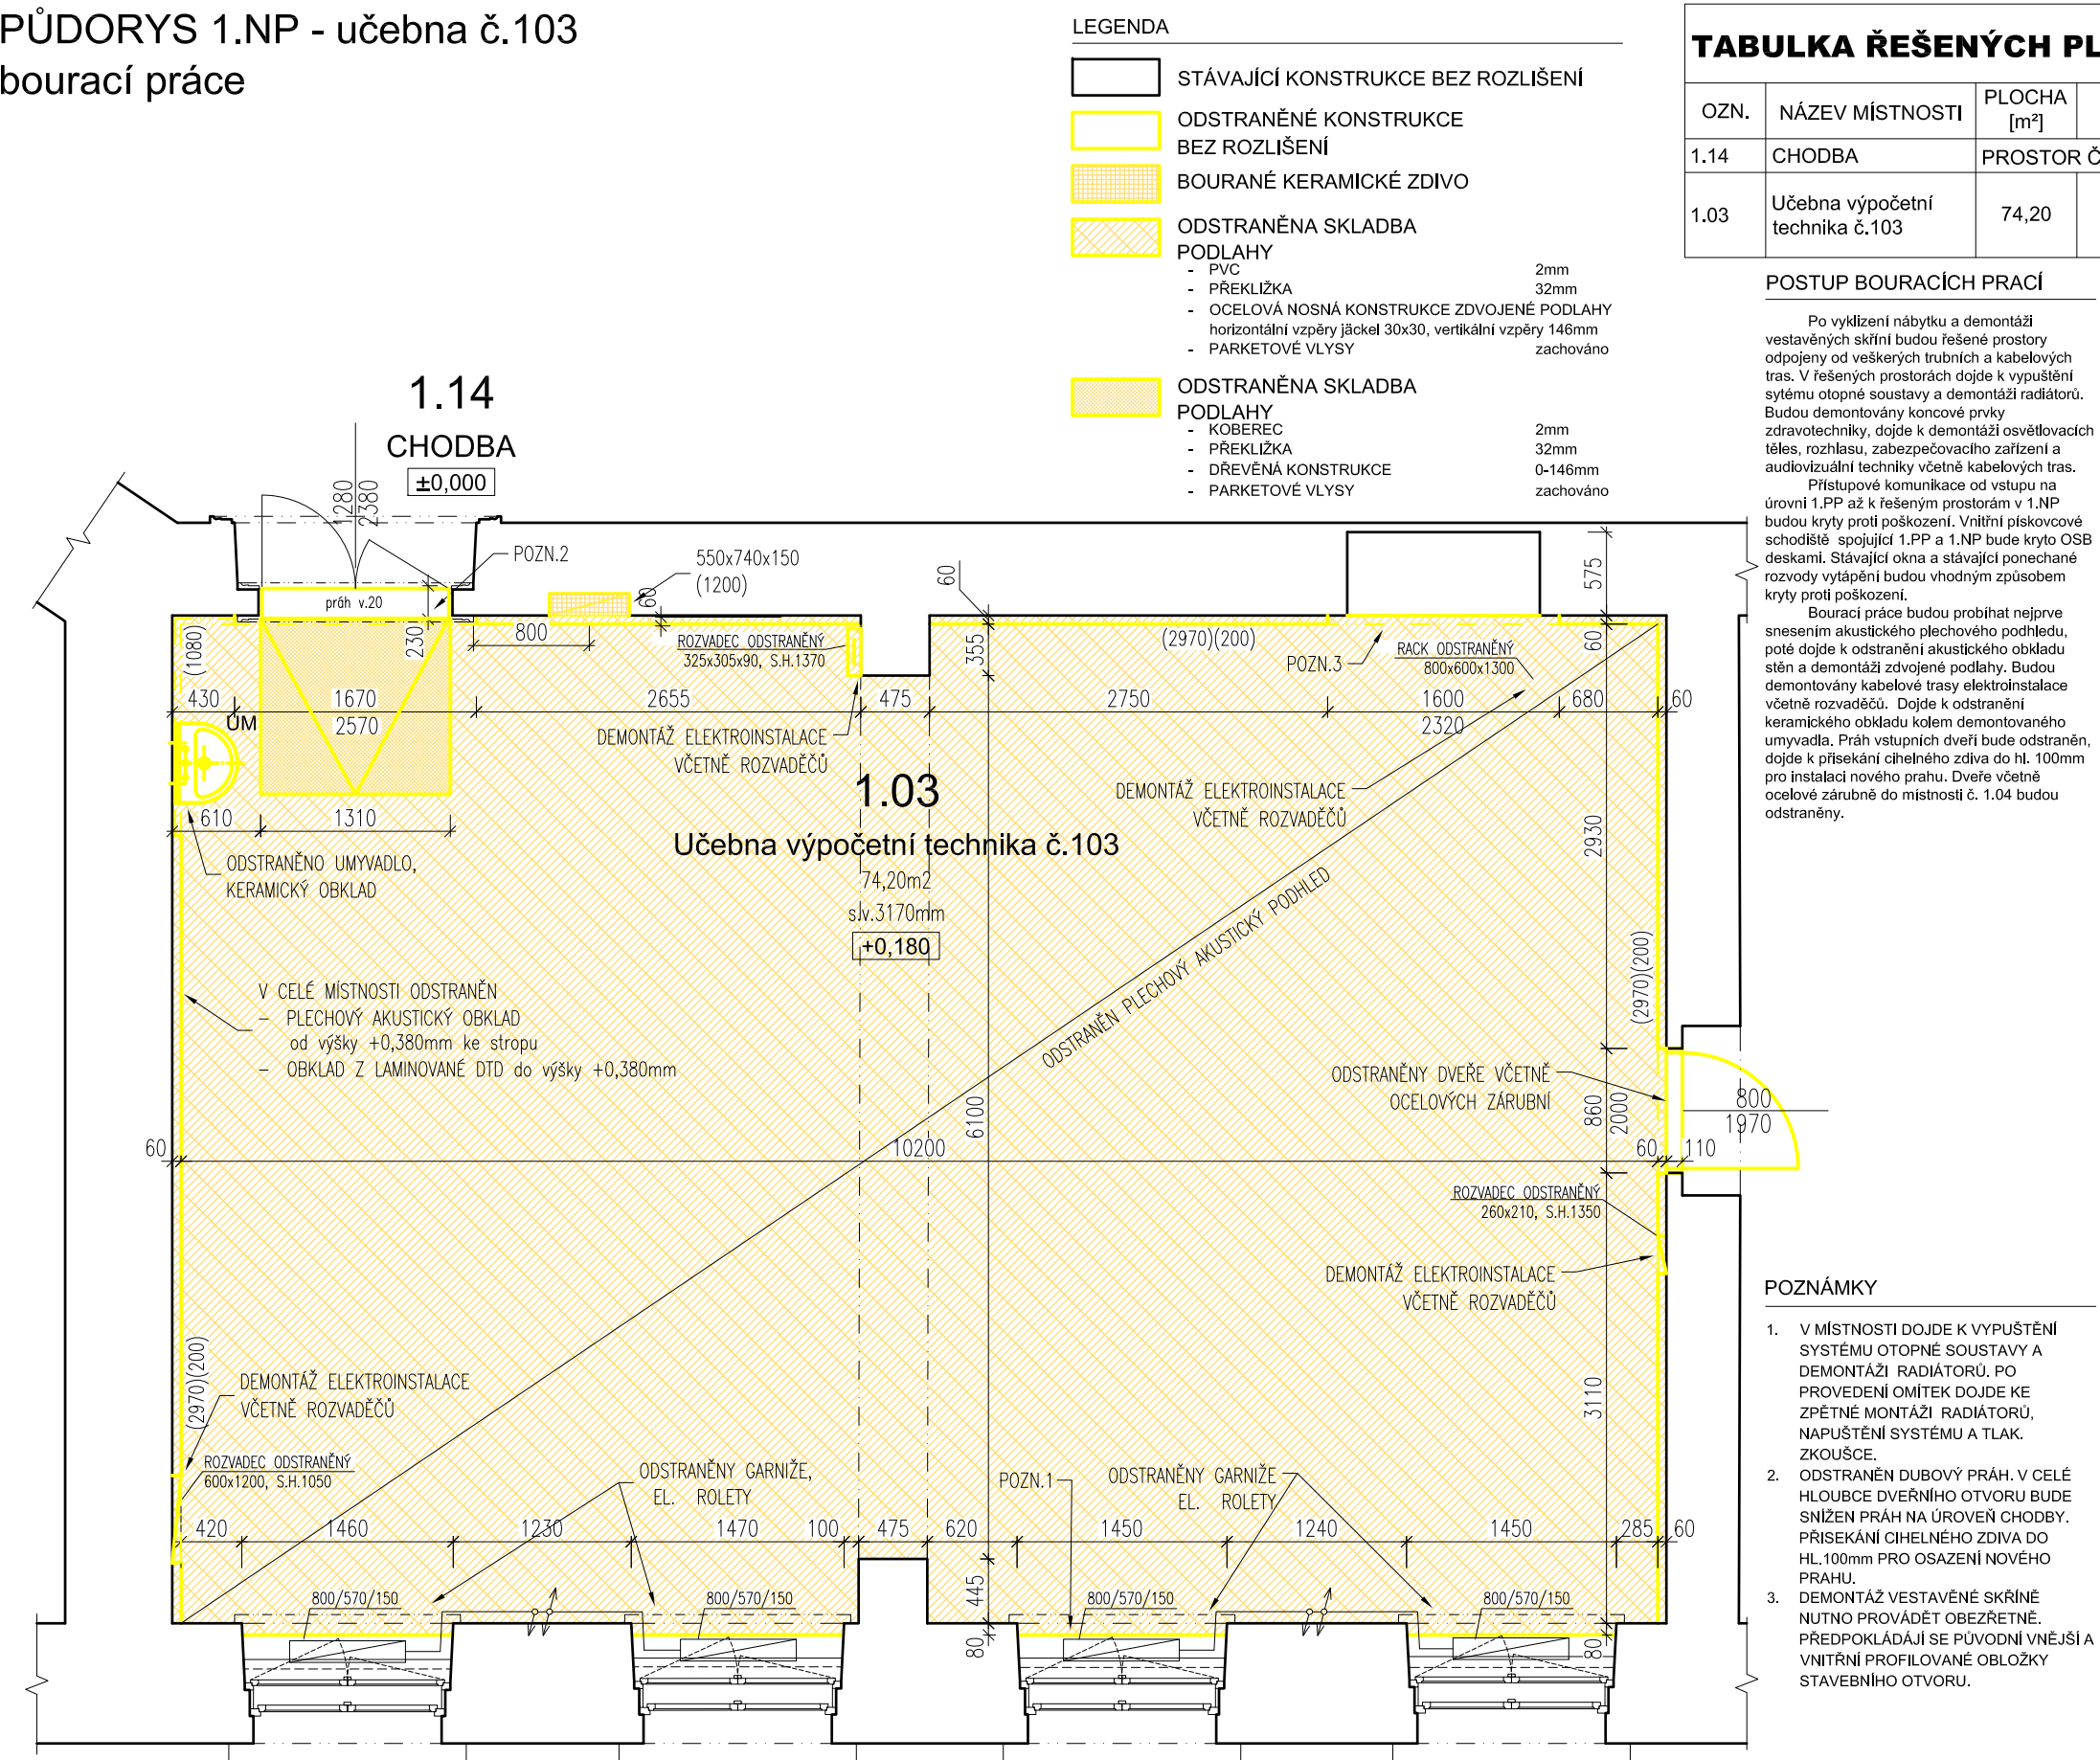 PŮDORYS 1.NP - učebna č.103
bourací práce
LEGENDA
STÁVAJÍCÍ KONSTRUKCE BEZ ROZLIŠENÍ
ODSTRANĚNÉ KONSTRUKCE
BEZ ROZLIŠENÍ
BOURANÉ KERAMICKÉ ZDIVO
ODSTRANĚNA SKLADBA
PODLAHY
- PVC 2mm
- PŘEKLIŽKA 32mm
- OCELOVÁ NOSNÁ KONSTRUKCE ZDVOJENÉ PODLAHY
horizontální vzpěry jäckel 30x30, vertikální vzpěry 146mm
- PARKETOVÉ VLYSY zachováno
ODSTRANĚNA SKLADBA
PODLAHY
- KOBEREC 2mm
- PŘEKLIŽKA 32mm
- DŘEVĚNÁ KONSTRUKCE 0-146mm
- PARKETOVÉ VLYSY zachováno
TABULKA ŘEŠENÝCH PL
OZN. NÁZEV MÍSTNOSTI PLOCHA
[m²]
1.14 CHODBA PROSTOR Č
1.03 Učebna výpočetní
technika č.103 74,20
POSTUP BOURACÍCH PRACÍ
Po vyklizení nábytku a demontáži
vestavěných skříní budou řešené prostory
odpojeny od veškerých trubních a kabelových
tras. V řešených prostorách dojde k vypuštění
sytému otopné soustavy a demontáži radiátorů.
Budou demontovány koncové prvky
zdravotechniky, dojde k demontáži osvětlovacích
těles, rozhlasu, zabezpečovacího zařízení a
audiovizuální techniky včetně kabelových tras.
Přístupové komunikace od vstupu na
úrovni 1.PP až k řešeným prostorám v 1.NP
budou kryty proti poškození. Vnitřní pískovcové
schodiště spojující 1.PP a 1.NP bude kryto OSB
deskami. Stávající okna a stávající ponechané
rozvody vytápění budou vhodným způsobem
kryty proti poškození.
Bourací práce budou probíhat nejprve
snesením akustického plechového podhledu,
poté dojde k odstranění akustického obkladu
stěn a demontáži zdvojené podlahy. Budou
demontovány kabelové trasy elektroinstalace
včetně rozvaděčů. Dojde k odstranění
keramického obkladu kolem demontovaného
umyvadla. Práh vstupních dveří bude odstraněn,
dojde k přisekání cihelného zdiva do hl. 100mm
pro instalaci nového prahu. Dveře včetně
ocelové zárubně do místnosti č. 1.04 budou
odstraněny.
1.14
CHODBA
±0,000
1280
2380
POZN.2
550x740x150
(1200)
60
60
575
práh v.20
230
(1080)
800
ROZVADEC ODSTRANĚNÝ
325x305x90, S.H.1370
355
(2970)(200)
POZN.3
RACK ODSTRANĚNÝ
800x600x1300
60
430 1670 2655 475 2750 1600 680 60
2570 2320
UM
DEMONTÁŽ ELEKTROINSTALACE
VČETNĚ ROZVADĚČŮ
1.03
Učebna výpočetní technika č.103
74,20m2
s.v.3170mm
+0,180
DEMONTÁŽ ELEKTROINSTALACE
VČETNĚ ROZVADĚČŮ
610 1310
2930
ODSTRANĚNO UMYVADLO,
KERAMICKÝ OBKLAD
ODSTRANĚN PLECHOVÝ AKUSTICKÝ PODHLED
(2970)(200)
V CELÉ MÍSTNOSTI ODSTRANĚN
- PLECHOVÝ AKUSTICKÝ OBKLAD
od výšky +0,380mm ke stropu
- OBKLAD Z LAMINOVANÉ DTD do výšky +0,380mm
ODSTRANĚNY DVEŘE VČETNĚ
OCELOVÝCH ZÁRUBNÍ
6100
860
2000
800
1970
60 10200 60 110
ROZVADEC ODSTRANĚNÝ
260x210, S.H.1350
DEMONTÁŽ ELEKTROINSTALACE
VČETNĚ ROZVADĚČŮ
3110
(2970)(200)
DEMONTÁŽ ELEKTROINSTALACE
VČETNĚ ROZVADĚČŮ
ROZVADEC ODSTRANĚNÝ
600x1200, S.H.1050
ODSTRANĚNY GARNIŽE,
EL. ROLETY
POZN.1
ODSTRANĚNY GARNIŽE
EL. ROLETY
420 1460 1230 1470 100 475 620 1450 1240 1450 285 60
445
800/570/150 800/570/150 800/570/150 800/570/150
80 80
POZNÁMKY
1. V MÍSTNOSTI DOJDE K VYPUŠTĚNÍ
SYSTÉMU OTOPNÉ SOUSTAVY A
DEMONTÁŽI RADIÁTORŮ. PO
PROVEDENÍ OMÍTEK DOJDE KE
ZPĚTNÉ MONTÁŽI RADIÁTORŮ,
NAPUŠTĚNÍ SYSTÉMU A TLAK.
ZKOUŠCE.
2. ODSTRANĚN DUBOVÝ PRÁH. V CELÉ
HLOUBCE DVEŘNÍHO OTVORU BUDE
SNÍŽEN PRÁH NA ÚROVEŇ CHODBY.
PŘISEKÁNÍ CIHELNÉHO ZDIVA DO
HL.100mm PRO OSAZENÍ NOVÉHO
PRAHU.
3. DEMONTÁŽ VESTAVĚNÉ SKŘÍNĚ
NUTNO PROVÁDĚT OBEZŘETNĚ.
PŘEDPOKLÁDÁJÍ SE PŮVODNÍ VNĚJŠÍ A
VNITŘNÍ PROFILOVANÉ OBLOŽKY
STAVEBNÍHO OTVORU.